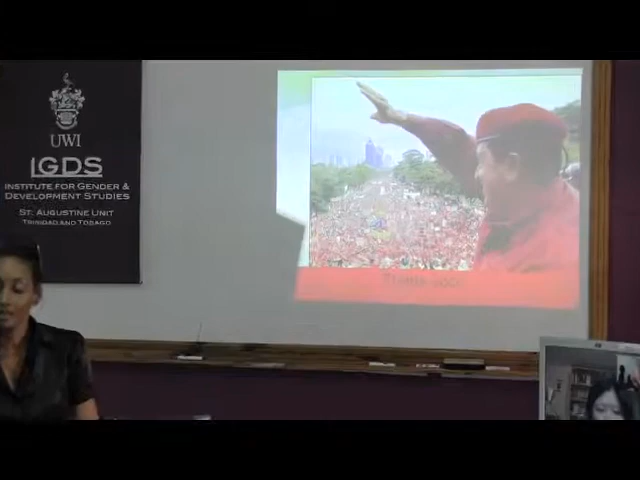 UWI
IGDS
INSTITUTE FOR GENDER &
DEVELOPMENT STUDIES
ST. AUGUSTINE UNIT
TRINIDAD AND TOBAGO